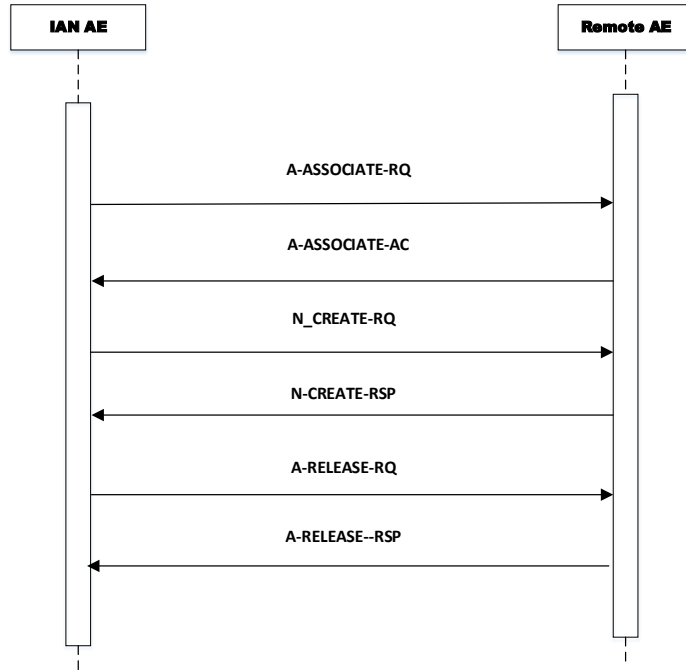 IAN AE
Remote AE
A-ASSOCIATE-RQ
A-ASSOCIATE-AC
N_CREATE-RQ
N-CREATE-RSP
A-RELEASE-RQ
A-RELEASE--RSP